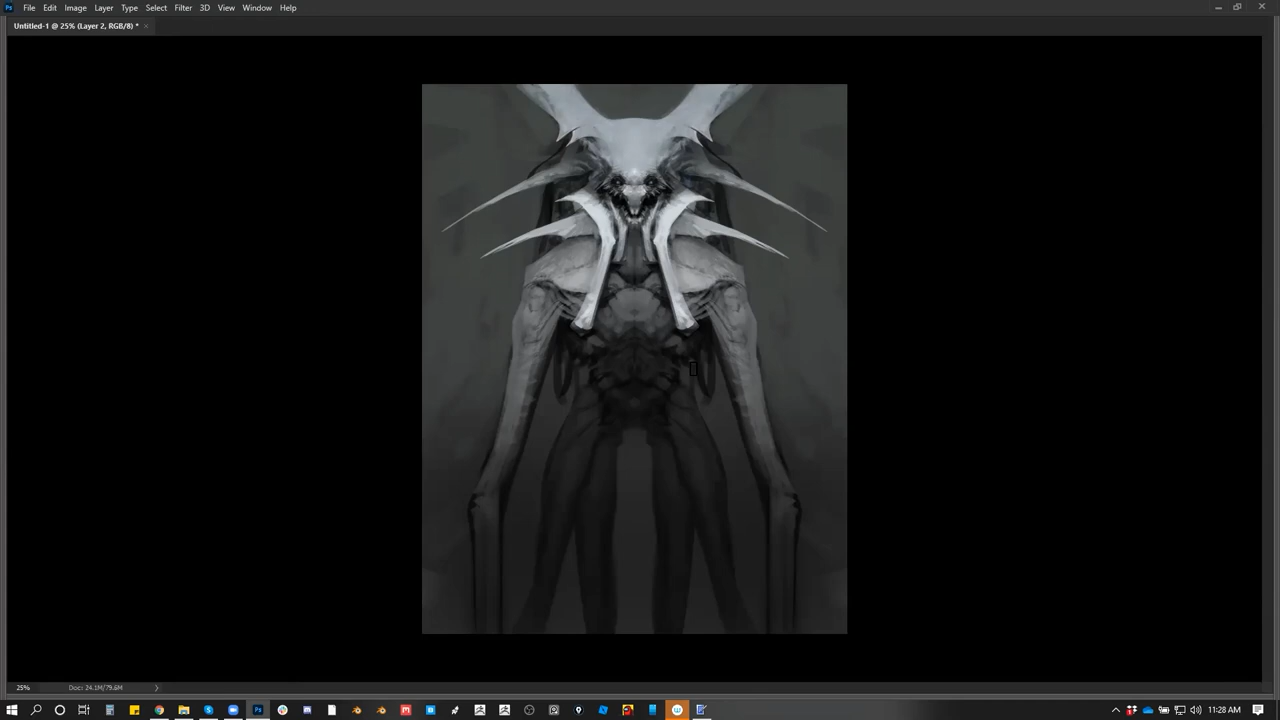 File Edit Image Layer Type Select Filter 3D View Window Help
Untitled-1 @ 25% (Layer 2, RGB/8) *
25% Doc: 24.1M/79.6M
11:28 AM